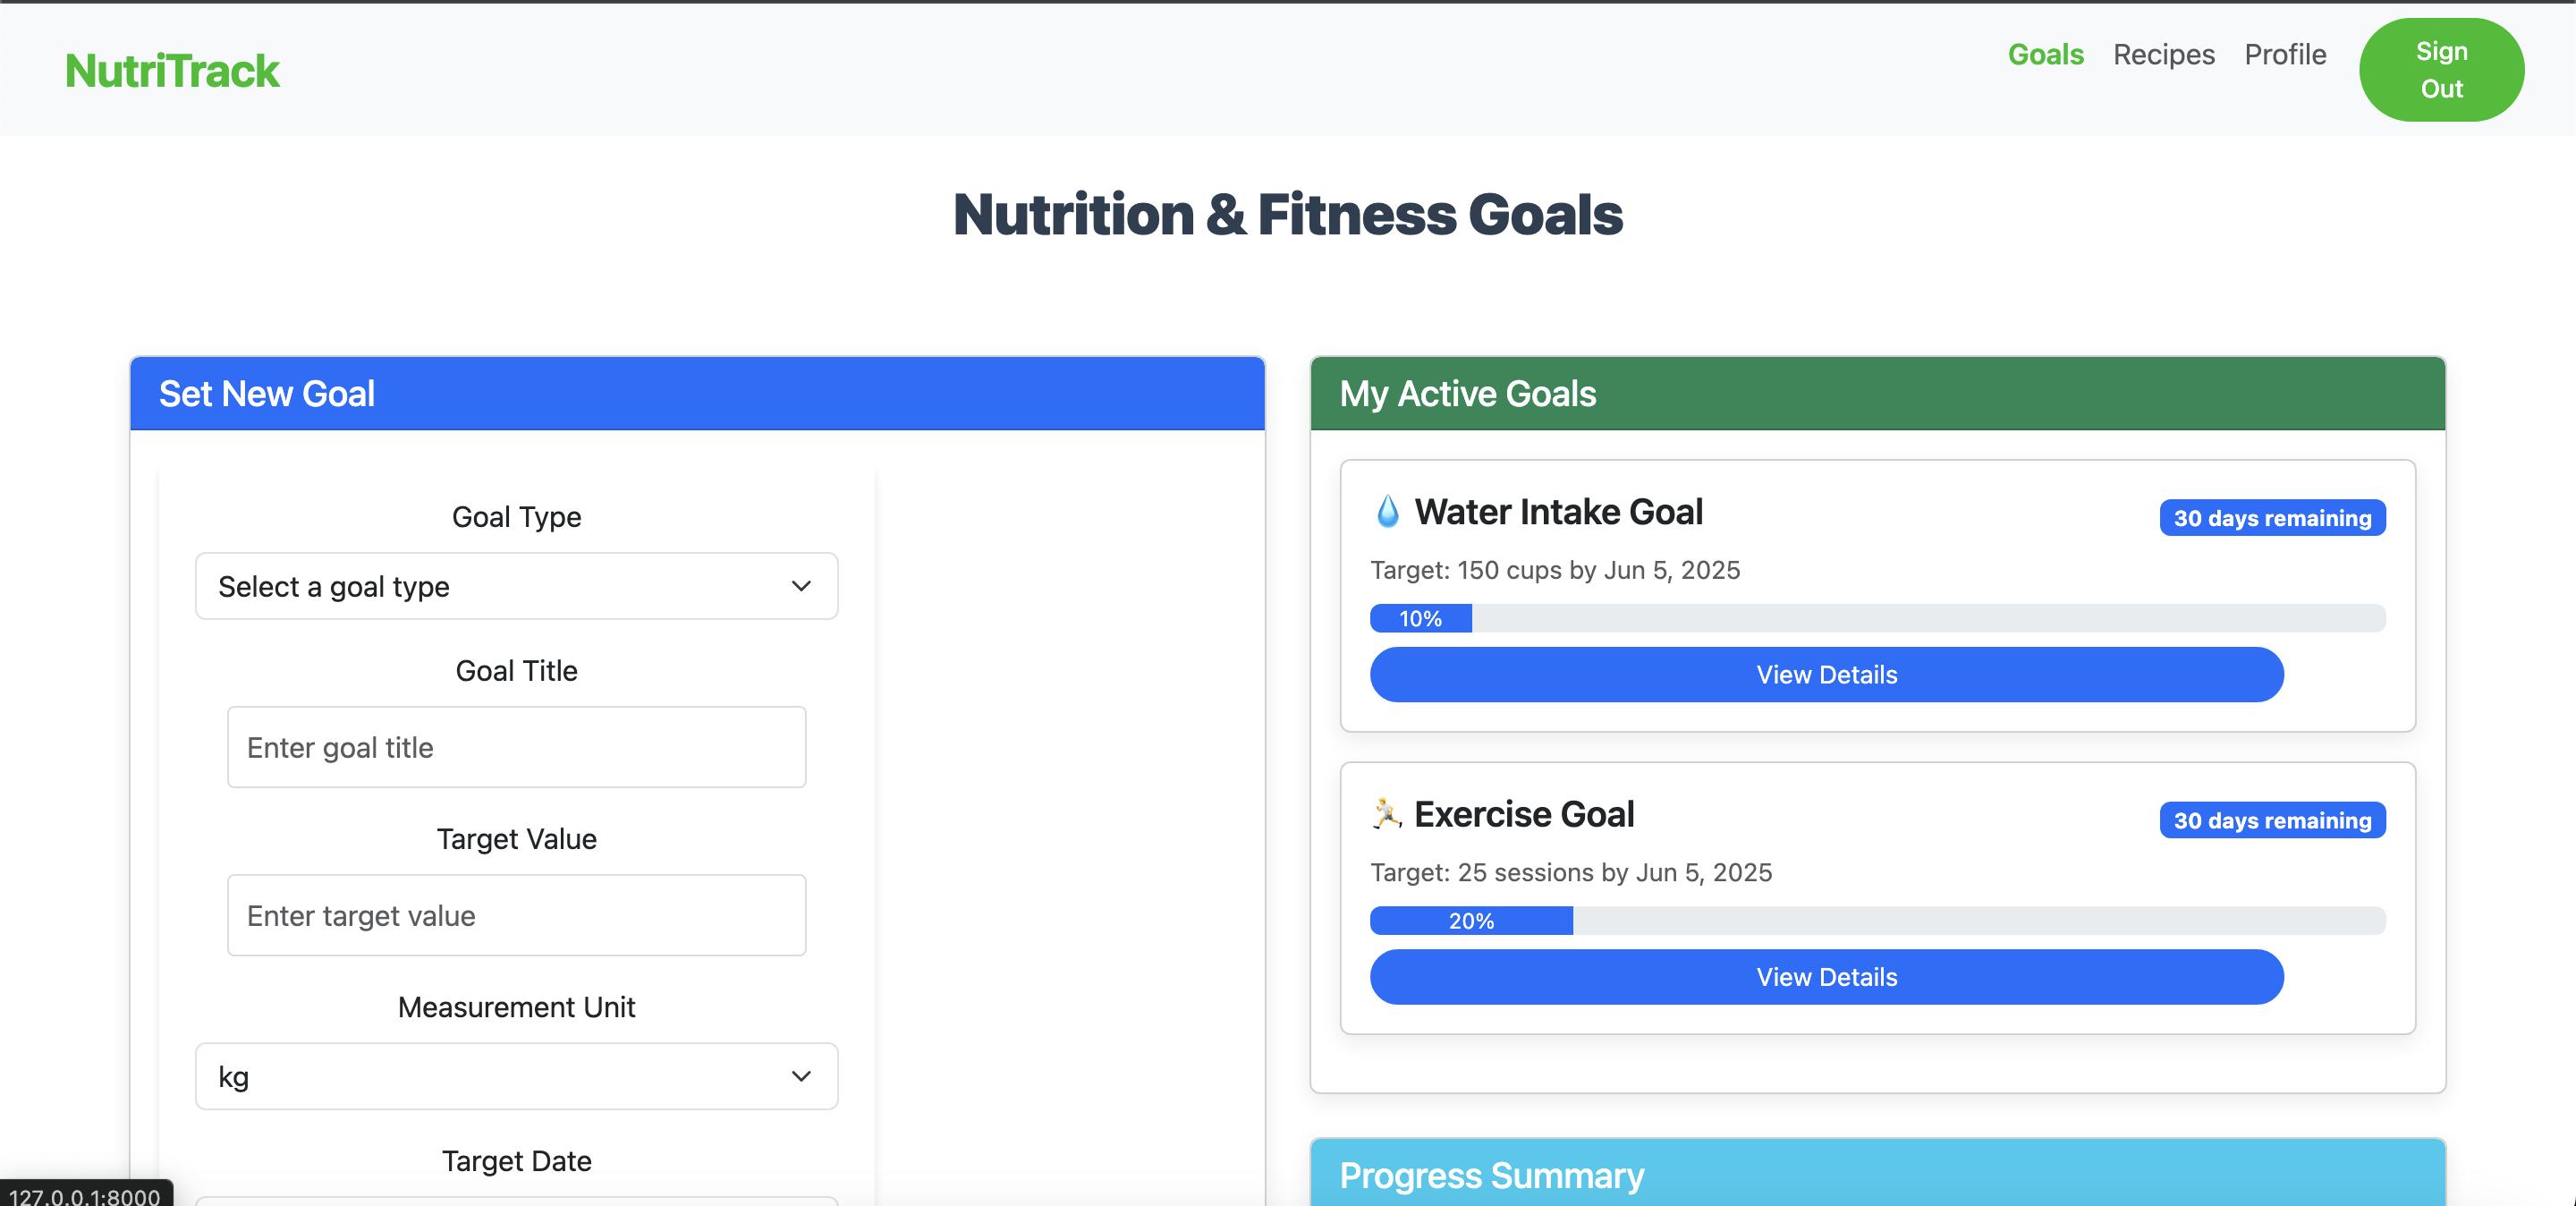 NutriTrack
Goals
Recipes
Profile
Sign
Out
Nutrition & Fitness Goals
Set New Goal
Goal Type
Select a goal type
Goal Title
Enter goal title
Target Value
Enter target value
Measurement Unit
kg
Target Date
My Active Goals
💧 Water Intake Goal
30 days remaining
Target: 150 cups by Jun 5, 2025
10%
View Details
🏃 Exercise Goal
30 days remaining
Target: 25 sessions by Jun 5, 2025
20%
View Details
Progress Summary
127.0.0.1:8000